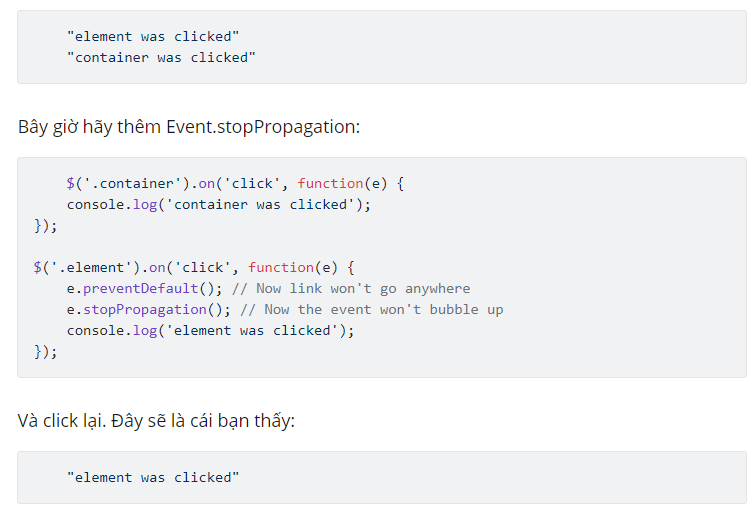 "element was clicked"
"container was clicked"
Bây giờ hãy thêm Event.stopPropagation:
$('.container').on('click', function(e) {
console.log('container was clicked');
});
$('.element').on('click', function(e) {
e.preventDefault(); // Now link won't go anywhere
e.stopPropagation(); // Now the event won't bubble up
console.log('element was clicked');
});
Và click lại. Đây sẽ là cái bạn thấy:
"element was clicked"